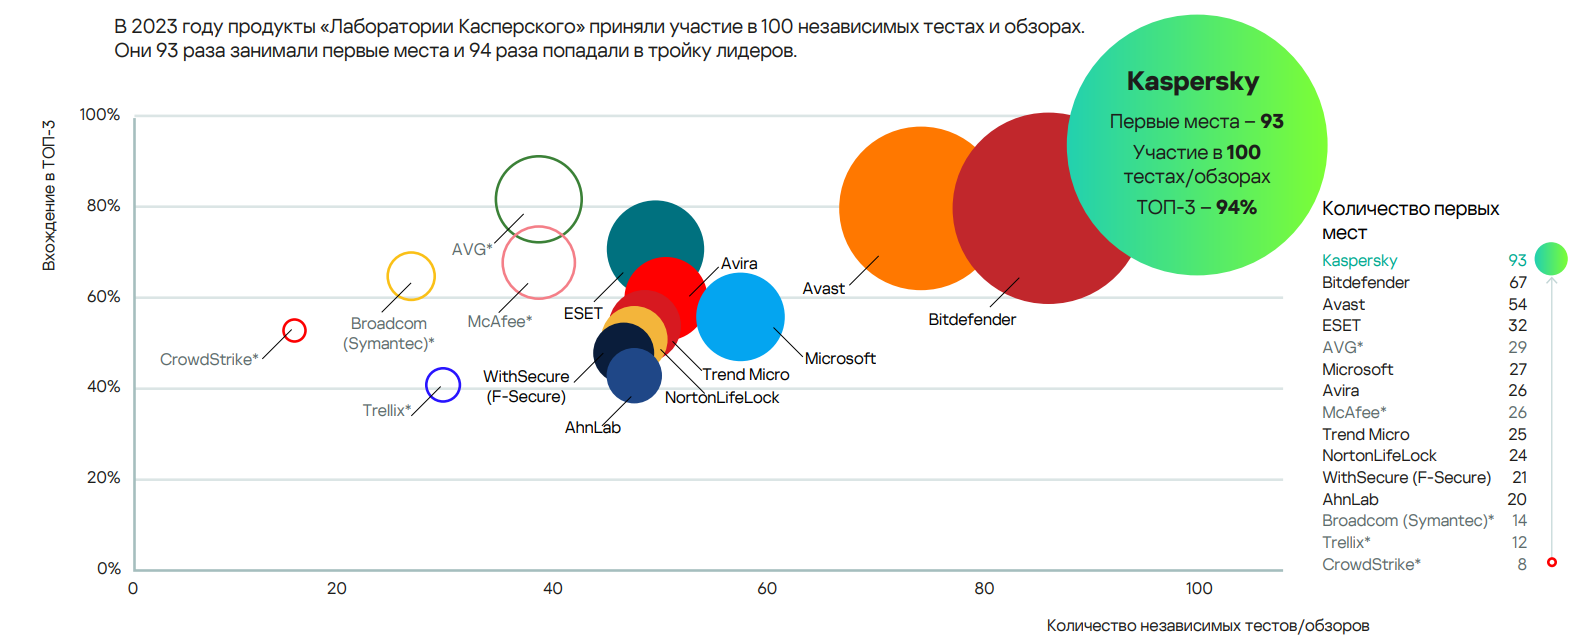 В 2023 году продукты «Лаборатории Касперского» приняли участие в 100 независимых тестах и обзорах.
Они 93 раза занимали первые места и 94 раза попадали в тройку лидеров.
Kaspersky
Первые места – 93
Участие в 100
тестах/обзорах
ТОП-3 – 94%
Вхождение в ТОП-3
100%
80%
60%
40%
20%
0%
0
20
40
60
80
100
Количество независимых тестов/обзоров
AVG*
Broadcom
(Symantec)*
McAfee*
CrowdStrike*
Trellix*
ESET
Avira
Avast
Bitdefender
Microsoft
Trend Micro
NortonLifeLock
WithSecure
(F-Secure)
AhnLab
Количество первых
мест
Kaspersky 93
Bitdefender 67
Avast 54
ESET 32
AVG* 29
Microsoft 27
Avira 26
McAfee* 26
Trend Micro 25
NortonLifeLock 24
WithSecure (F-Secure) 21
AhnLab 20
Broadcom (Symantec)* 14
Trellix* 12
CrowdStrike* 8